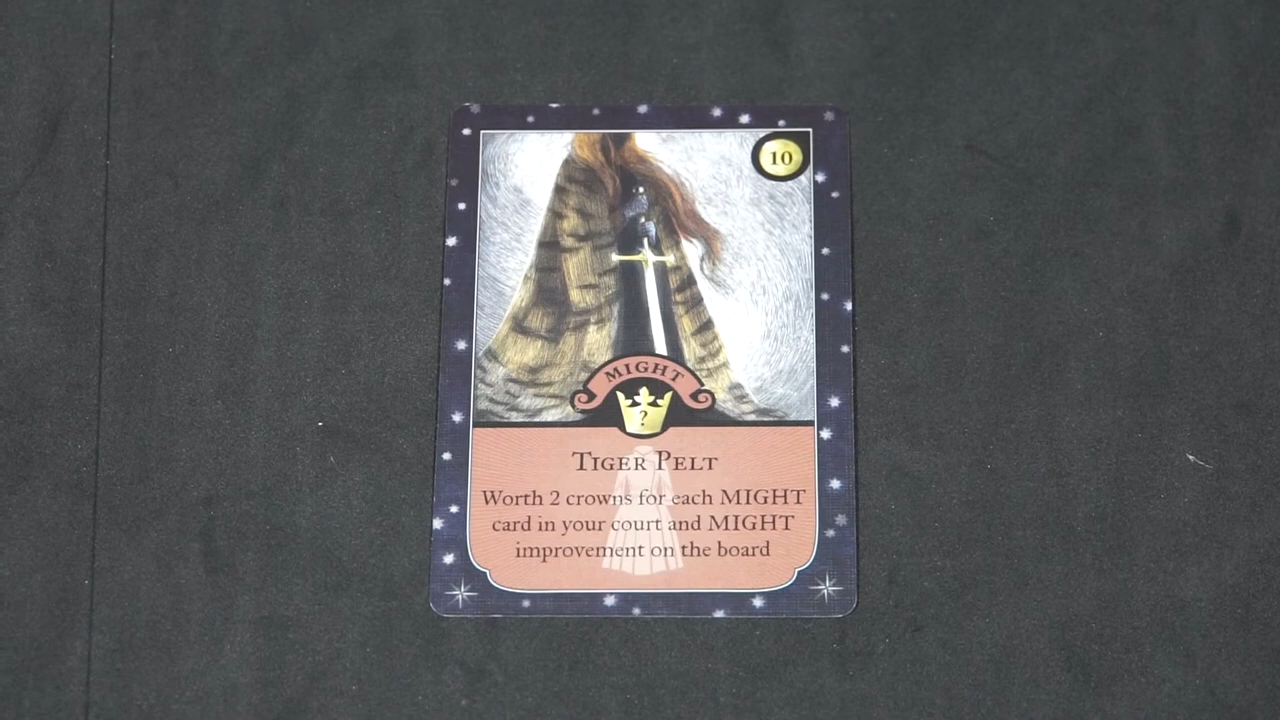 10
MIGHT
?
TIGER PELT
Worth 2 crowns for each MIGHT
card in your court and MIGHT
improvement on the board